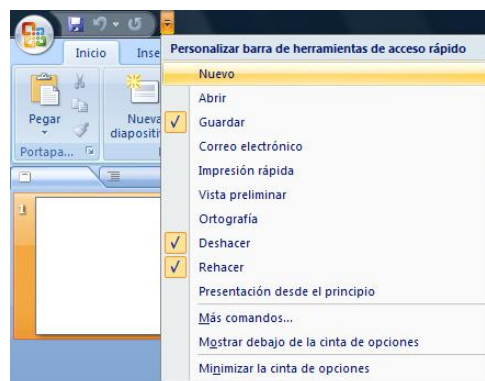 Inicio
Inse
Personalizar barra de herramientas de acceso rápido
Nuevo
Abrir
Guardar
Correo electrónico
Impresión rápida
Vista preliminar
Ortografía
Deshacer
Rehacer
Presentación desde el principio
Más comandos...
Mostrar debajo de la cinta de opciones
Minimizar la cinta de opciones
Pegar
Nueva
diapositi
Portapa...
1